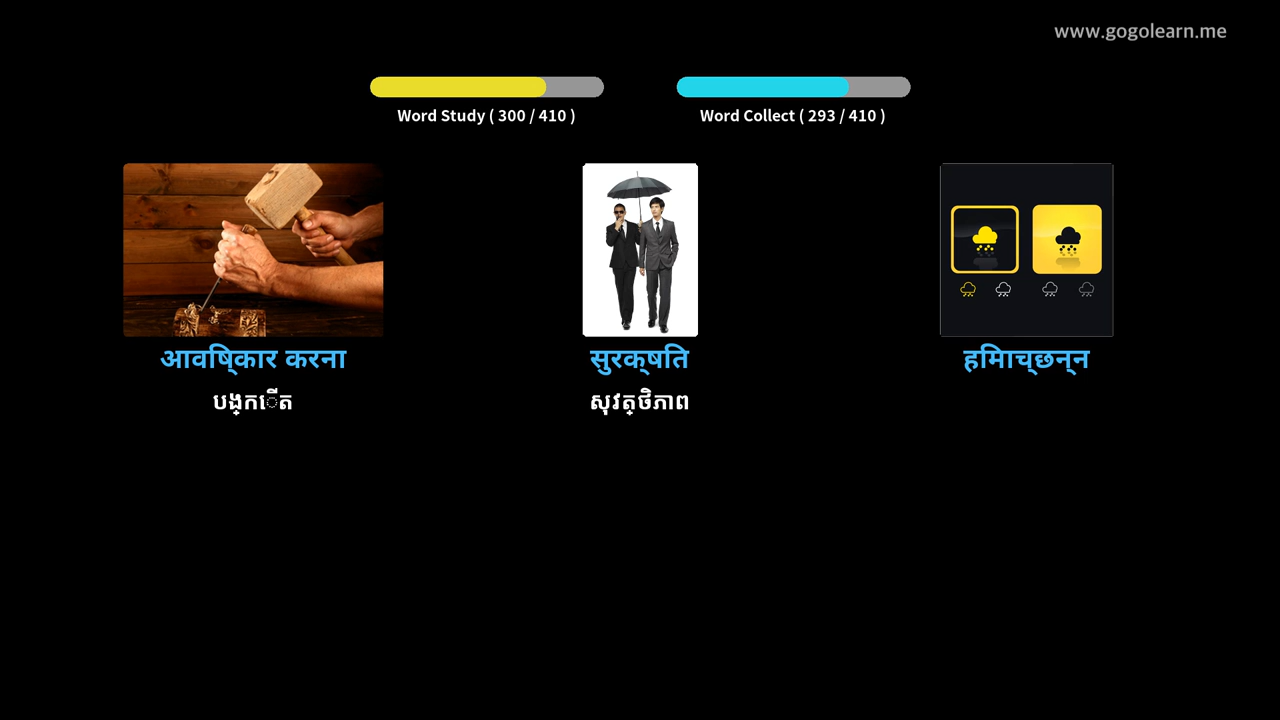 www.gogolearn.me
Word Study ( 300 / 410 )
Word Collect ( 293 / 410 )
आविष्कार करना
सुरक्षित
हिमाच्छन्न
បង្កើត
សុវត្ថិភាព